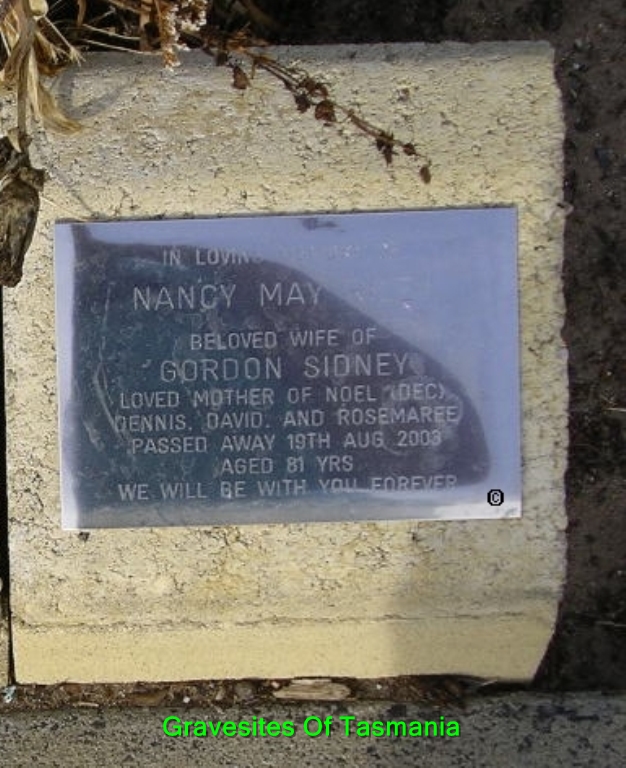 IN LOVING
NANCY MAY
BELOVED WIFE OF
GORDON SIDNEY
LOVED MOTHER OF NOEL (DEC)
DENNIS, DAVID, AND ROSEMAREE
PASSED AWAY 19TH AUG 2003
AGED 81 YRS
WE WILL BE WITH YOU FOREVER
©
Gravesites Of Tasmania